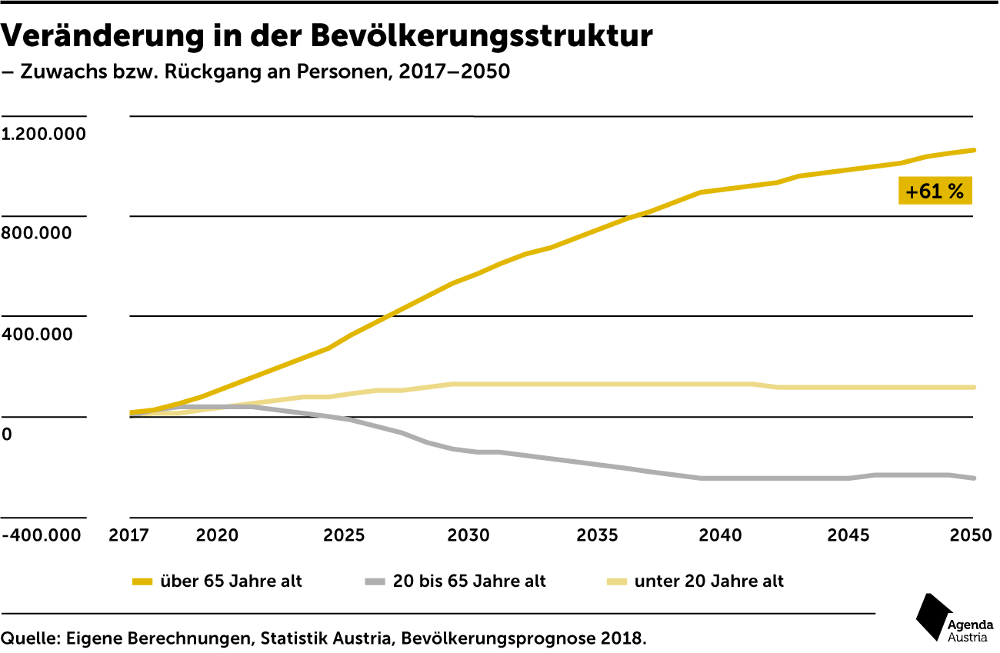 Veränderung in der Bevölkerungsstruktur
– Zuwachs bzw. Rückgang an Personen, 2017–2050
1.200.000
+61 %
800.000
400.000
0
-400.000
2017 2020 2025 2030 2035 2040 2045 2050
über 65 Jahre alt 20 bis 65 Jahre alt unter 20 Jahre alt
Quelle: Eigene Berechnungen, Statistik Austria, Bevölkerungsprognose 2018.
Agenda
Austria